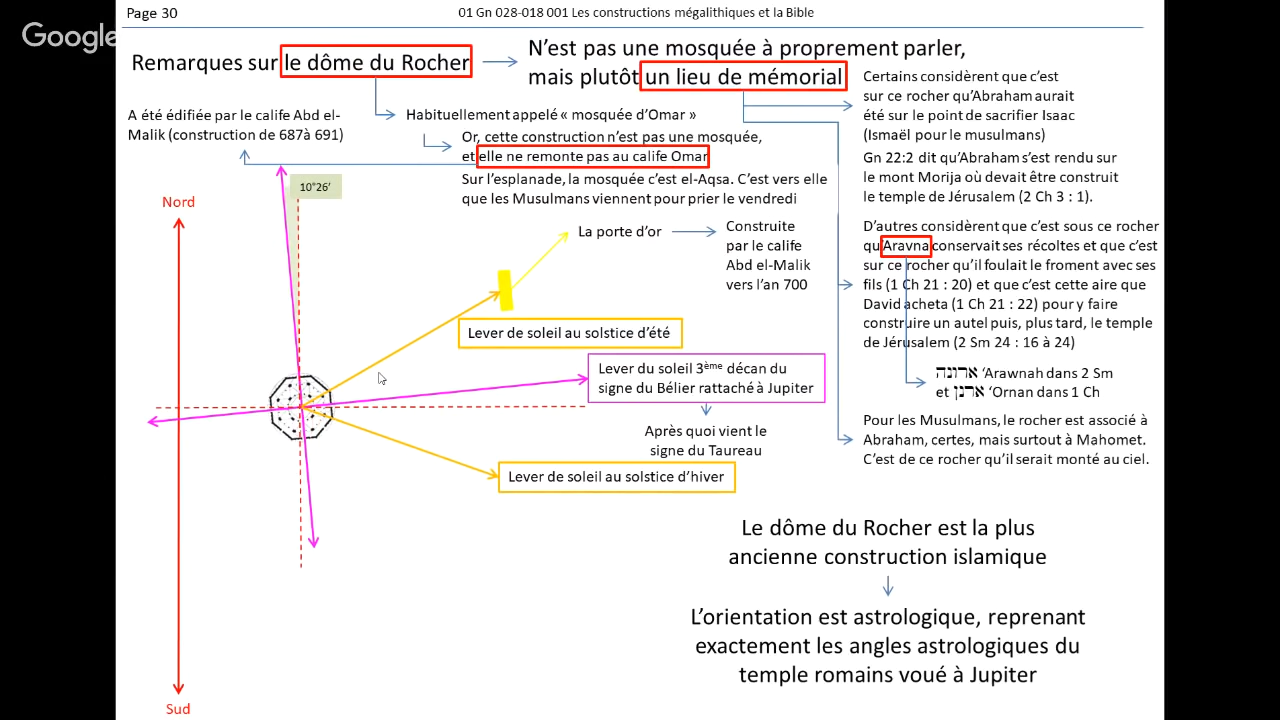 Google
Page 30
01 Gn 028-018 001 Les constructions mégalithiques et la Bible
Remarques sur le dôme du Rocher
N'est pas une mosquée à proprement parler,
mais plutôt un lieu de mémorial
A été édifiée par le calife Abd el-
Malik (construction de 687à 691)
Habituellement appelé « mosquée d'Omar »
Or, cette construction n'est pas une mosquée,
et elle ne remonte pas au calife Omar
Sur l'esplanade, la mosquée c'est el-Aqsa. C'est vers elle
que les Musulmans viennent pour prier le vendredi
Certains considèrent que c'est
sur ce rocher qu'Abraham aurait
été sur le point de sacrifier Isaac
(Ismaël pour le musulmans)
Gn 22:2 dit qu'Abraham s'est rendu sur
le mont Morija où devait être construit
le temple de Jérusalem (2 Ch 3 : 1).
D'autres considèrent que c'est sous ce rocher
qu'Aravna conservait ses récoltes et que c'est
sur ce rocher qu'il foulait le froment avec ses
fils (1 Ch 21 : 20) et que c'est cette aire que
David acheta (1 Ch 21 : 22) pour y faire
construire un autel puis, plus tard, le temple
de Jérusalem (2 Sm 24 : 16 à 24)
ארונה 'Arawnah dans 2 Sm
et ארנן 'Ornan dans 1 Ch
Pour les Musulmans, le rocher est associé à
Abraham, certes, mais surtout à Mahomet.
C'est de ce rocher qu'il serait monté au ciel.
10°26'
Nord
La porte d'or
Construite
par le calife
Abd el-Malik
vers l'an 700
Lever de soleil au solstice d'été
Lever du soleil 3ème décan du
signe du Bélier rattaché à Jupiter
Après quoi vient le
signe du Taureau
Lever de soleil au solstice d'hiver
Sud
Le dôme du Rocher est la plus
ancienne construction islamique
L'orientation est astrologique, reprenant
exactement les angles astrologiques du
temple romains voué à Jupiter